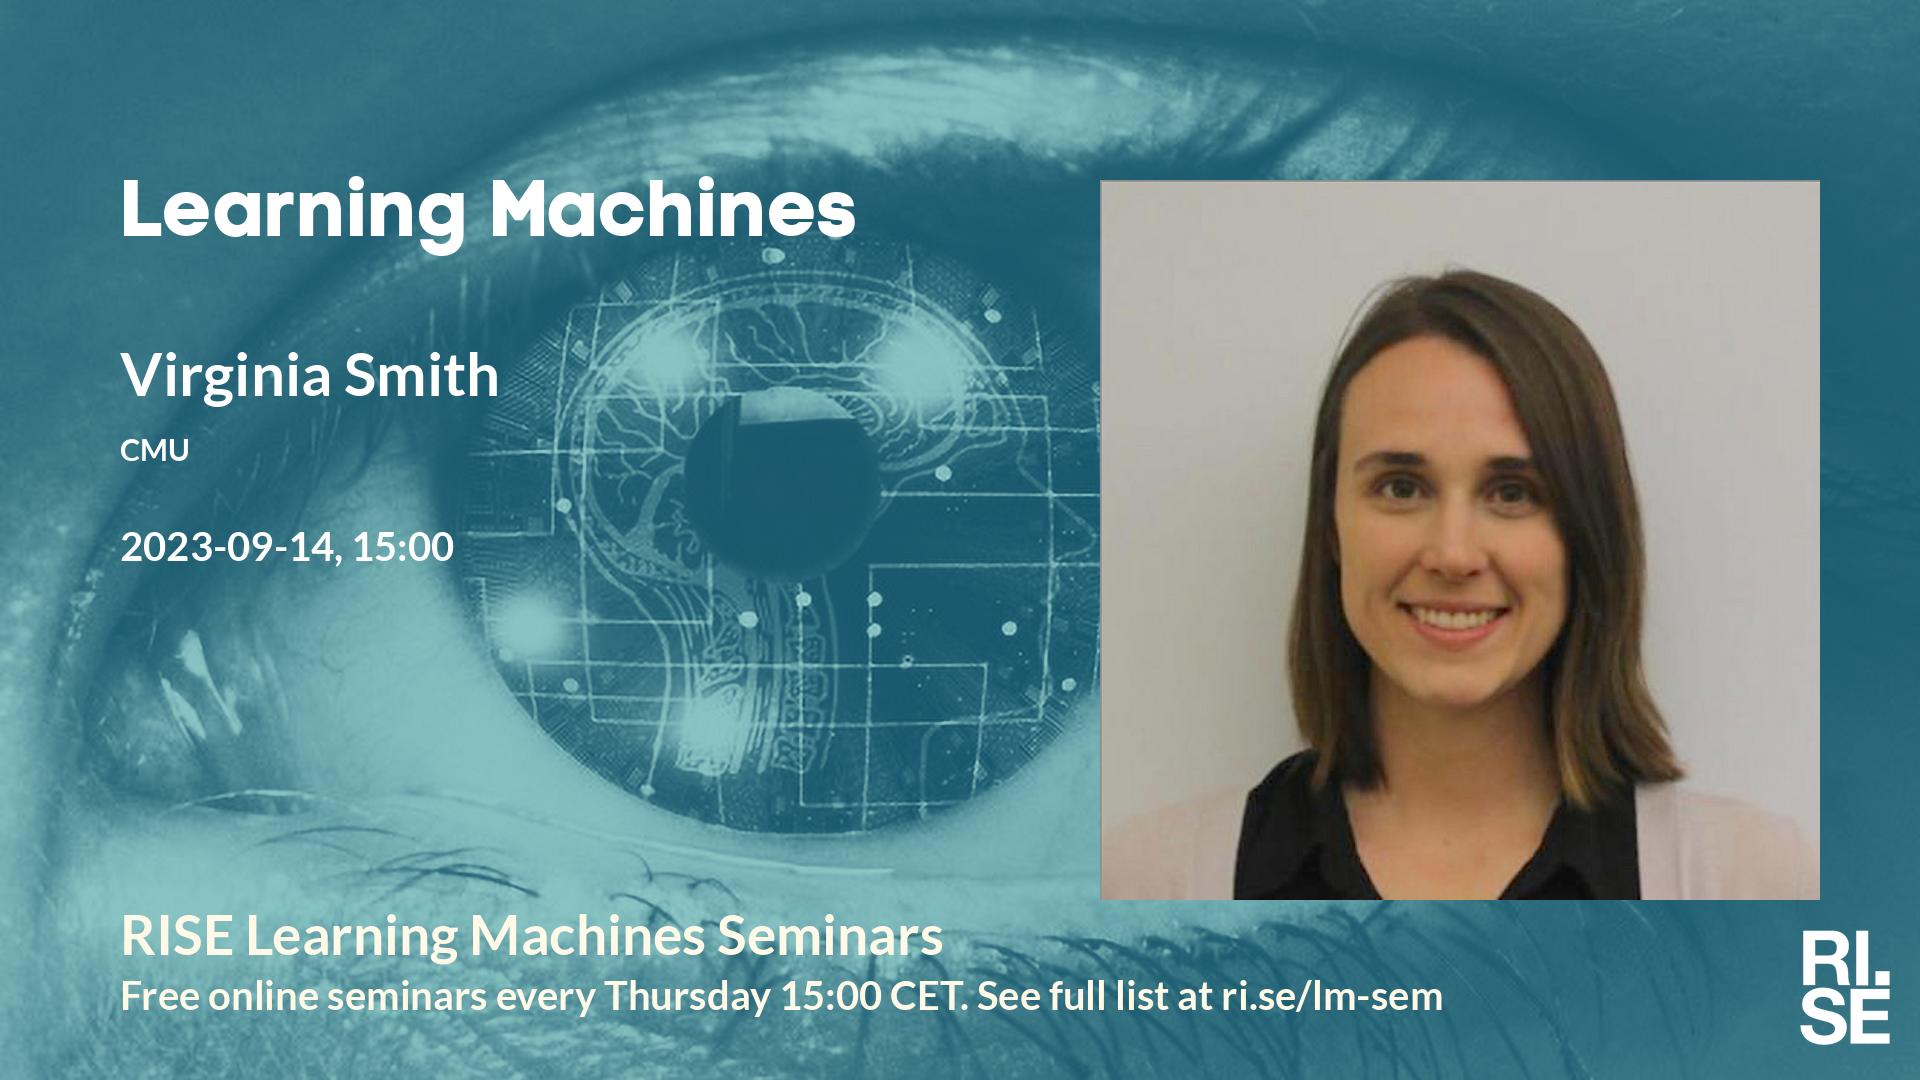 Learning Machines
Virginia Smith
CMU
2023-09-14, 15:00
RISE Learning Machines Seminars
Free online seminars every Thursday 15:00 CET. See full list at ri.se/lm-sem
RI.
SE